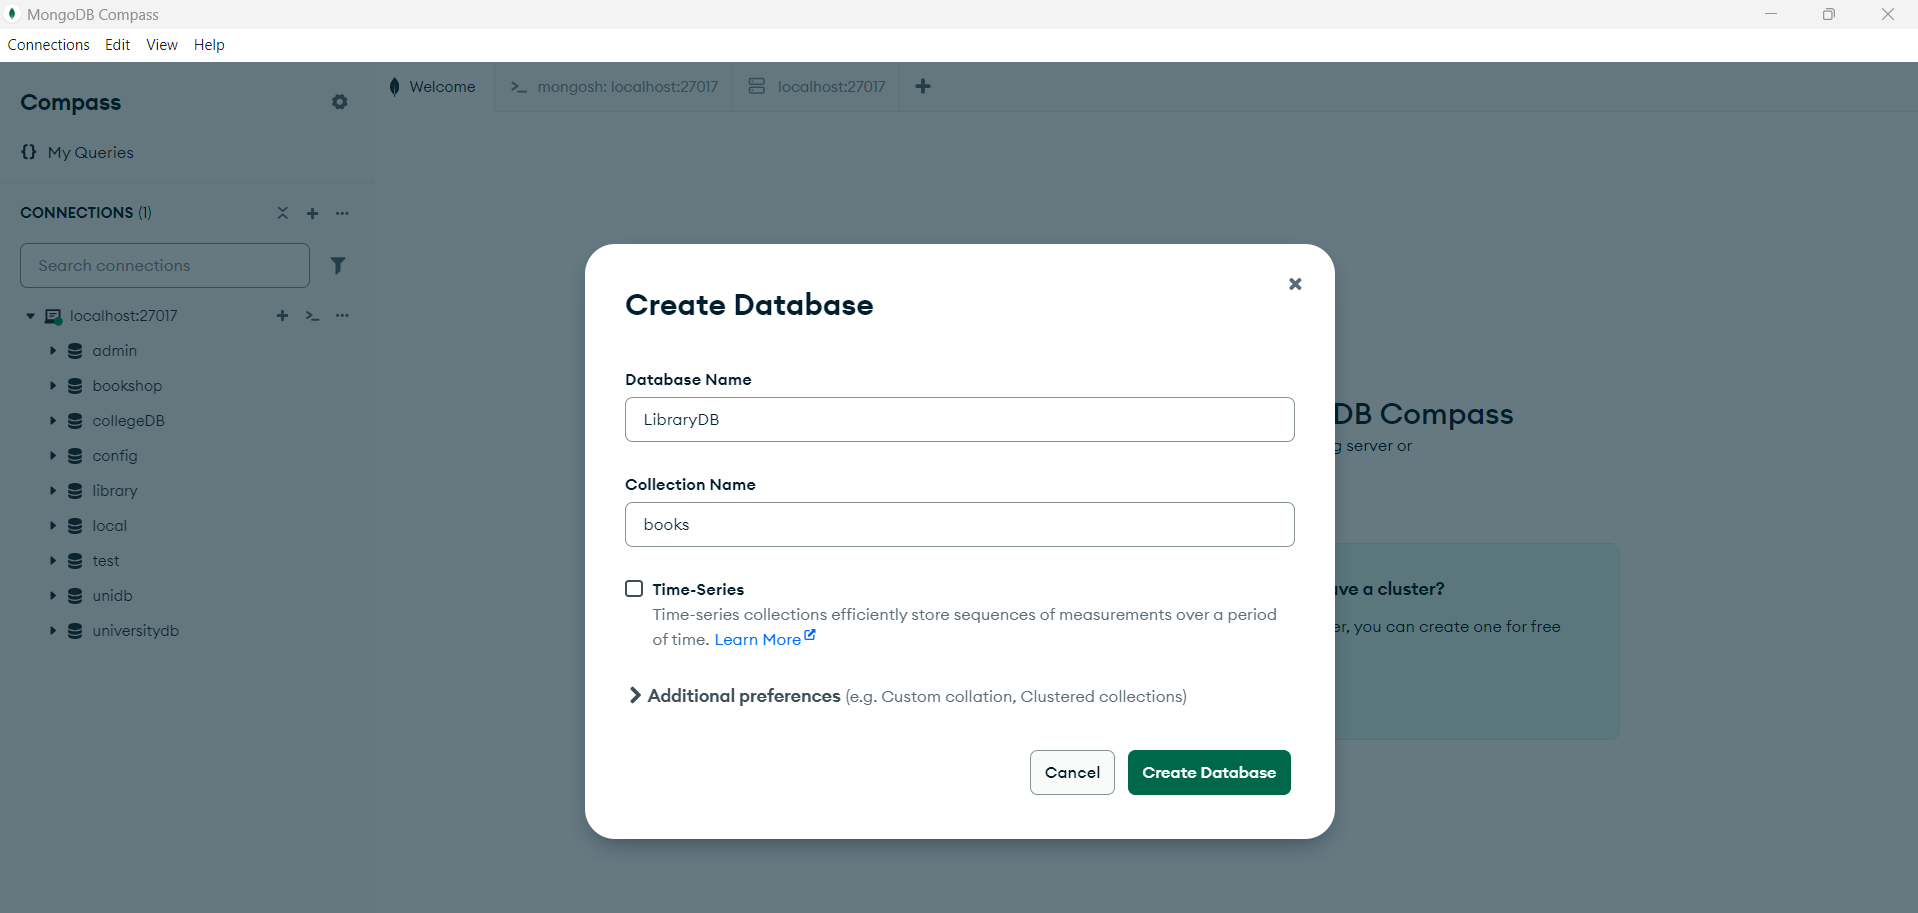 MongoDB Compass
Connections Edit View Help
Compass
{} My Queries
CONNECTIONS (1)
Search connections
localhost:27017
admin
bookshop
collegeDB
config
library
local
test
unidb
universitydb
Welcome
>_ mongosh: localhost:27017
localhost:27017
DB Compass
server or
a cluster?
you can create one for free
Create Database
Database Name
LibraryDB
Collection Name
books
Time-Series
Time-series collections efficiently store sequences of measurements over a period
of time. Learn More
Additional preferences (e.g. Custom collation, Clustered collections)
Cancel Create Database